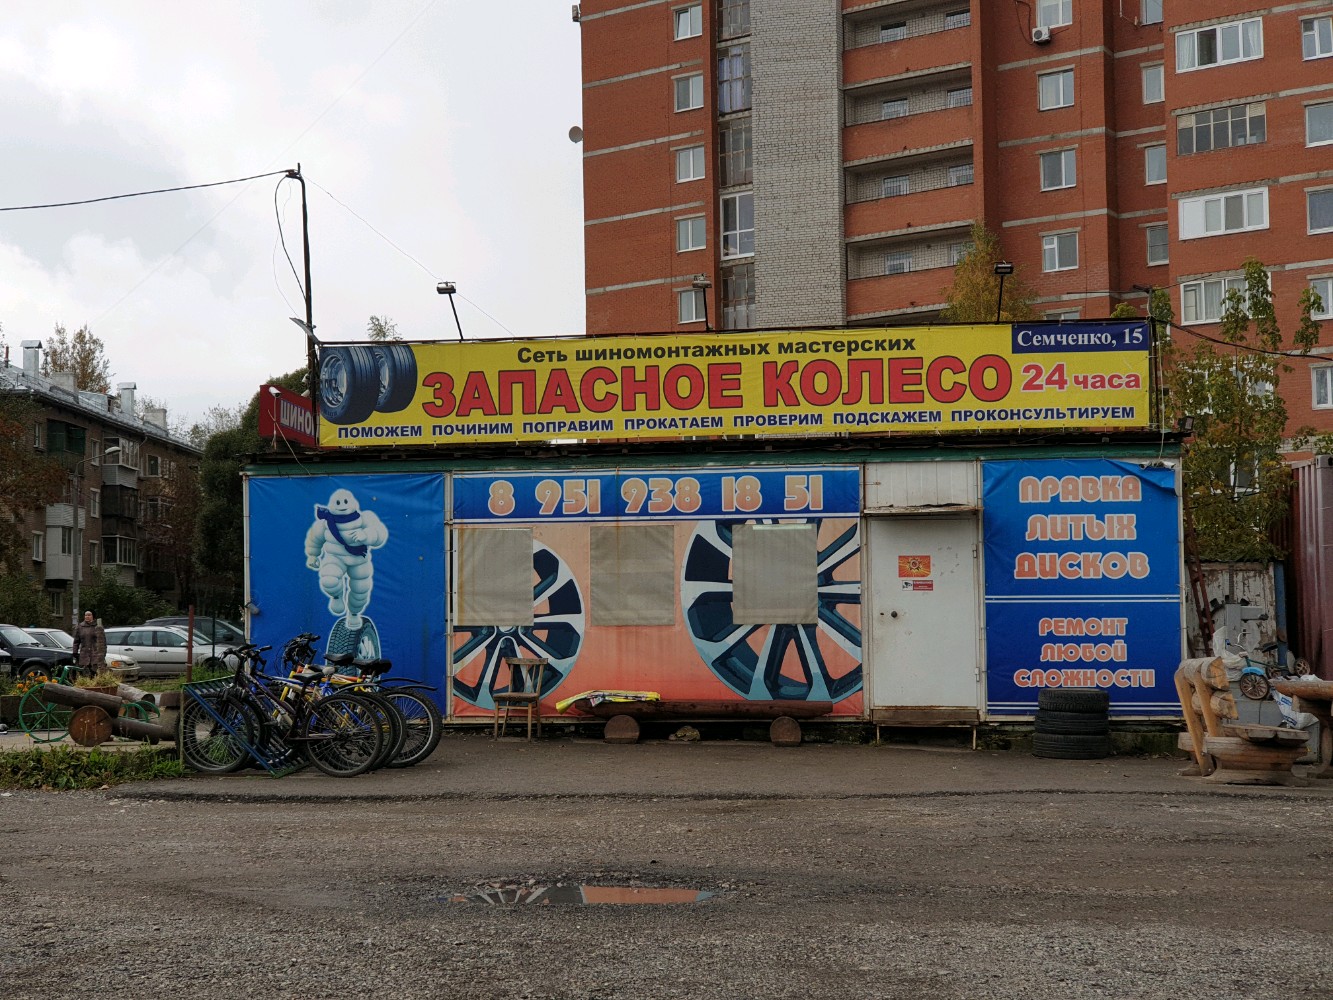 Семченко, 15
Сеть шиномонтажных мастерских
ЗАПАСНОЕ КОЛЕСО
24 часа
ПОМОЖЕМ ПОЧИНИМ ПОПРАВИМ ПРОКАТАЕМ ПРОВЕРИМ ПОДСКАЖЕМ ПРОКОНСУЛЬТИРУЕМ
8 951 938 18 51
ПРАВКА
ЛИТЫХ
ДИСКОВ
РЕМОНТ
ЛЮБОЙ
СЛОЖНОСТИ